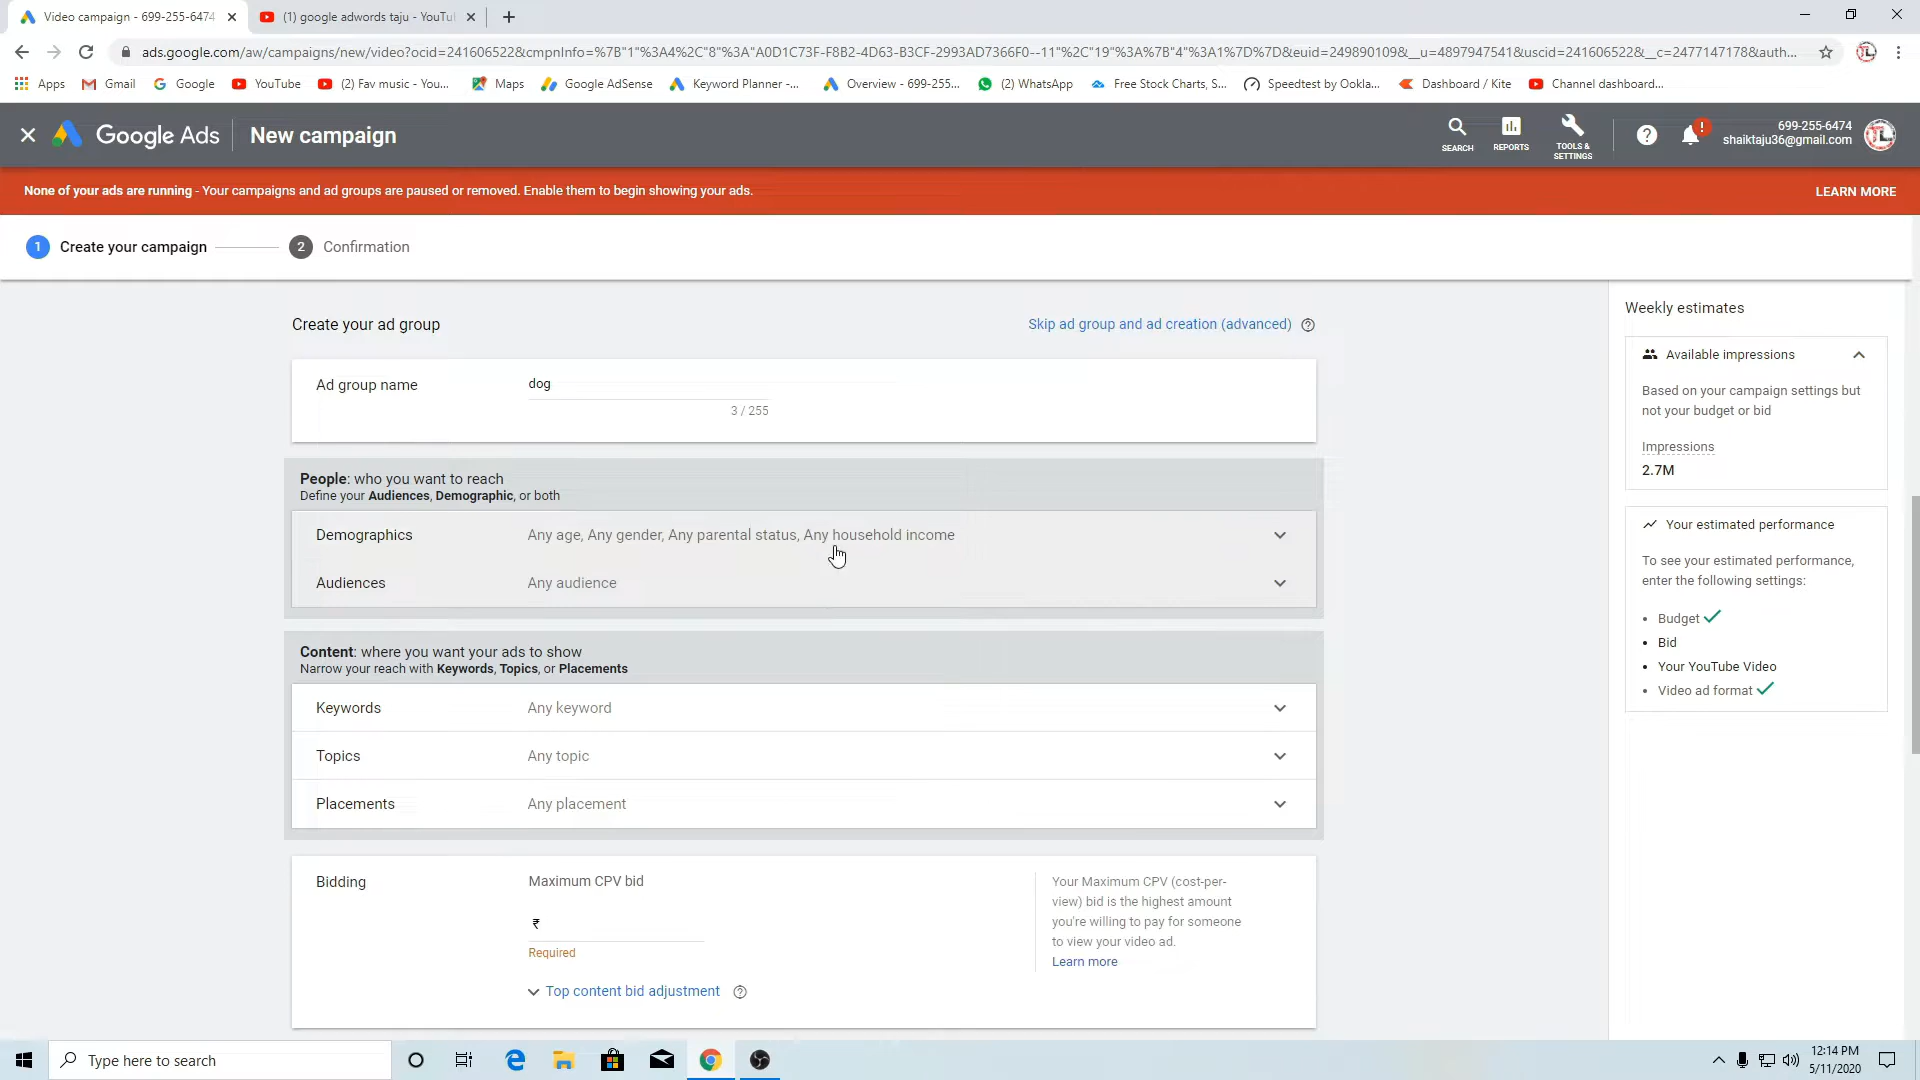 Video campaign - 699-255-6474
(1) google adwords taju - YouTu
ads.google.com/aw/campaigns/new/video?ocid=241606522&cmpnInfo=%7B"1"%3A4%2C"8"%3A"A0D1C73F-F8B2-4D63-B3CF-2993AD7366F0--11"%2C"19"%3A%7B"4"%3A1%7D%7D&euid=249890109&__u=4897947541&uscid=241606522&__c=2477147178&auth...
Apps
Gmail
Google
YouTube
(2) Fav music - You...
Maps
Google AdSense
Keyword Planner -...
Overview - 699-255...
(2) WhatsApp
Free Stock Charts, S...
Speedtest by Ookla...
Dashboard / Kite
Channel dashboard...
Google Ads
New campaign
SEARCH
REPORTS
TOOLS &
SETTINGS
?
!
699-255-6474
shaiktaju36@gmail.com
TL
None of your ads are running - Your campaigns and ad groups are paused or removed. Enable them to begin showing your ads.
LEARN MORE
1 Create your campaign
2 Confirmation
Create your ad group
Skip ad group and ad creation (advanced)
Ad group name
dog
3 / 255
People: who you want to reach
Define your Audiences, Demographic, or both
Demographics
Any age, Any gender, Any parental status, Any household income
Audiences
Any audience
Content: where you want your ads to show
Narrow your reach with Keywords, Topics, or Placements
Keywords
Any keyword
Topics
Any topic
Placements
Any placement
Bidding
Maximum CPV bid
₹
Required
Top content bid adjustment
Your Maximum CPV (cost-per-
view) bid is the highest amount
you're willing to pay for someone
to view your video ad.
Learn more
Weekly estimates
Available impressions
Based on your campaign settings but
not your budget or bid
Impressions
2.7M
Your estimated performance
To see your estimated performance,
enter the following settings:
• Budget
• Bid
• Your YouTube Video
• Video ad format
Type here to search
12:14 PM
5/11/2020